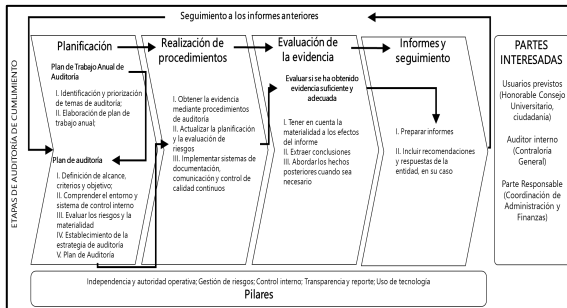 Seguimiento a los informes anteriores
ETAPAS DE AUDITORÍA DE CUMLIMIENTO
Planificación
Plan de Trabajo Anual de
Auditoría
I. Identificación y priorización
de temas de auditoría;
II. Elaboración de plan de
trabajo anual;
Plan de auditoría
I. Definición de alcance,
criterios y objetivo;
II. Comprender el entorno y
sistema de control interno
III. Evaluar los riesgos y la
materialidad
IV. Establecimiento de la
estrategia de auditoría
V. Plan de Auditoría
Realización de
procedimientos
I. Obtener la evidencia
mediante procedimientos
de auditoría
II. Actualizar la planificación
y la evaluación de
riesgos
III. Implementar sistemas de
documentación,
comunicación y control de
calidad continuos
Evaluación de
la evidencia
Evaluar si se ha obtenido
evidencia suficiente y
adecuada
I. Tener en cuenta la
materialidad a los efectos
del informe
II. Extraer conclusiones
III. Abordar los hechos
posteriores cuando sea
necesario
Informes y
seguimiento
I. Preparar informes
II. Incluir recomendaciones y
respuestas de la
entidad, en su caso
PARTES
INTERESADAS
Usuarios previstos
(Honorable Consejo
Universitario,
ciudadanía)
Auditor interno
(Contraloría
General)
Parte Responsable
(Coordinación de
Administración y
Finanzas)
Independencia y autoridad operativa; Gestión de riesgos; Control interno; Transparencia y reporte; Uso de tecnología
Pilares